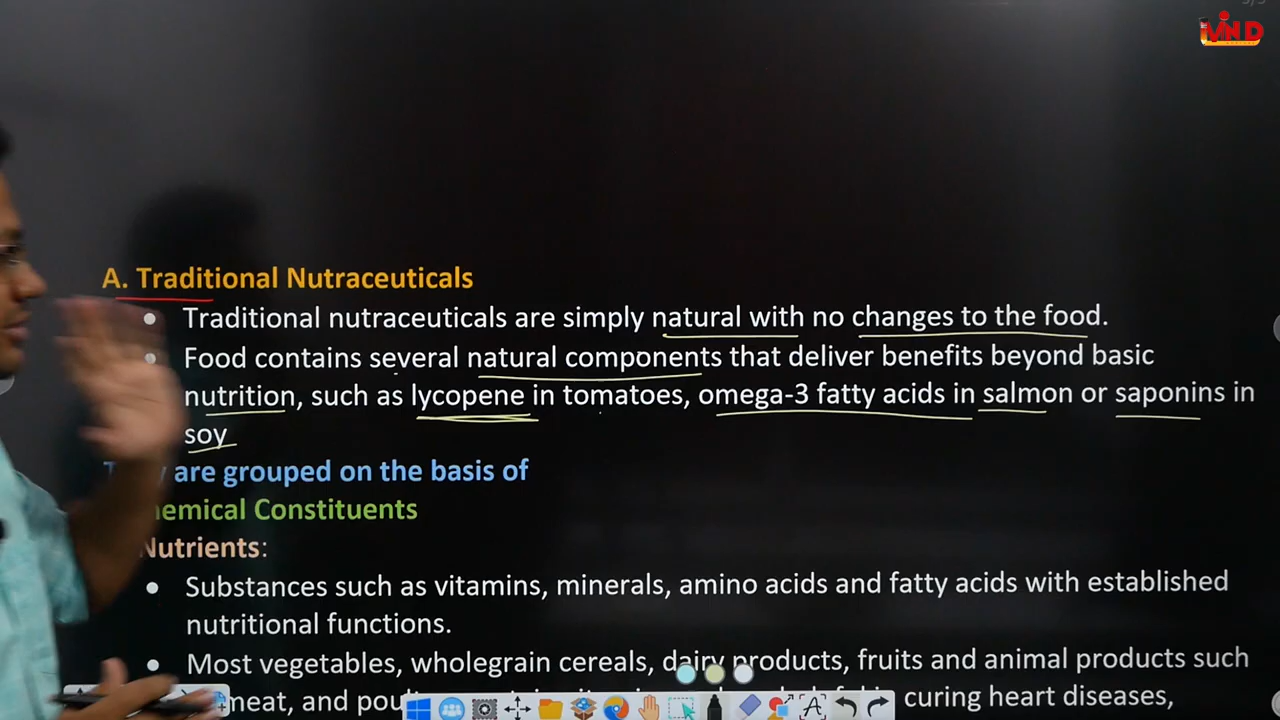 A. Traditional Nutraceuticals
● Traditional nutraceuticals are simply natural with no changes to the food.
● Food contains several natural components that deliver benefits beyond basic
nutrition, such as lycopene in tomatoes, omega-3 fatty acids in salmon or saponins in
soy
are grouped on the basis of
Constituents
Nutrients:
● Substances such as vitamins, minerals, amino acids and fatty acids with established
nutritional functions.
● Most vegetables, wholegrain cereals, dairy products, fruits and animal products such
meat, and curing heart diseases,